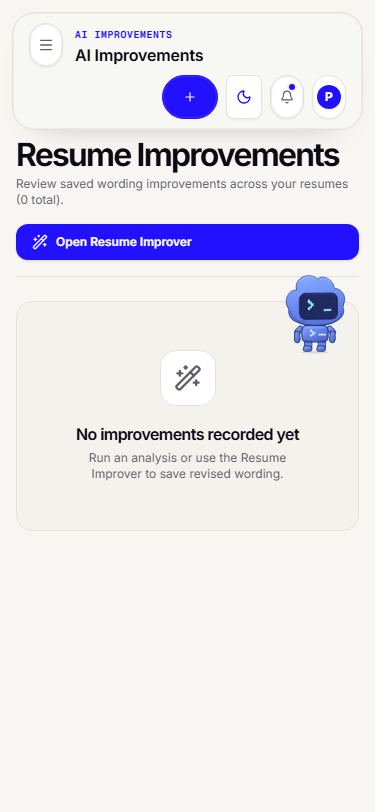 AI IMPROVEMENTS
AI Improvements
P
Resume Improvements
Review saved wording improvements across your resumes
(0 total).
Open Resume Improver
No improvements recorded yet
Run an analysis or use the Resume
Improver to save revised wording.